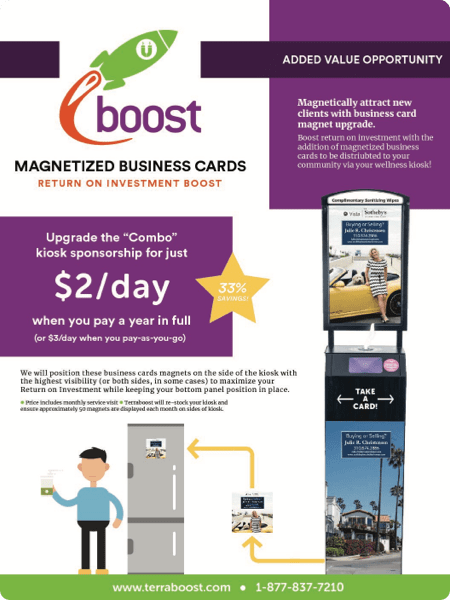 ADDED VALUE OPPORTUNITY
boost
MAGNETIZED BUSINESS CARDS
RETURN ON INVESTMENT BOOST
Magnetically attract new
clients with business card
magnet upgrade.
Boost return on investment with the
addition of magnetized business
cards to be distriubted to your
community via your wellness kiosk!
Upgrade the “Combo”
kiosk sponsorship for just
$2/day
when you pay a year in full
(or $3/day when you pay-as-you-go)
33%
SAVINGS!
Complimentary Sanitizing Wipes
Vista
Sotheby's
Buying or Selling?
Julie R. Christensen
TAKE
A
CARD!
Buying or Selling?
Julie R. Christensen
We will position these business cards magnets on the side of the kiosk with
the highest visibility (or both sides, in some cases) to maximize your
Return on Investment while keeping your bottom panel position in place.
Price includes monthly service visit Terraboost will re-stock your kiosk and
ensure approximately 50 magnets are displayed each month on sides of kiosk.
www.terraboost.com • 1-877-837-7210